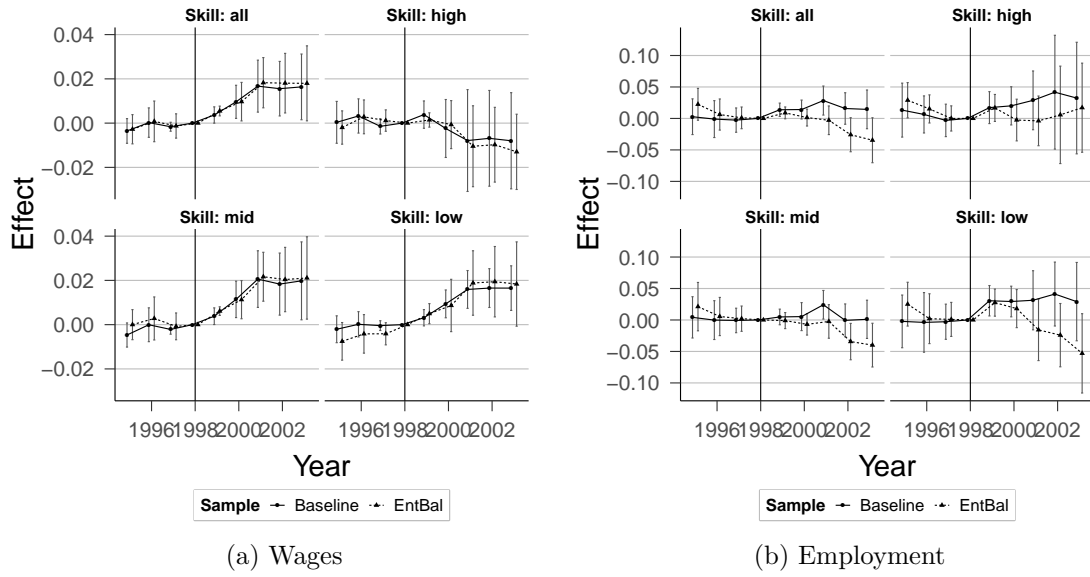 Skill: all
Skill: high
Skill: mid
Skill: low
0.04
0.02
0.00
−0.02
0.04
0.02
0.00
−0.02
Effect
1996 1998 2000 2002
1996 1998 2000 2002
Year
Sample Baseline EntBal
(a) Wages
Skill: all
Skill: high
Skill: mid
Skill: low
0.10
0.05
0.00
−0.05
−0.10
0.10
0.05
0.00
−0.05
−0.10
Effect
1996 1998 2000 2002
1996 1998 2000 2002
Year
Sample Baseline EntBal
(b) Employment